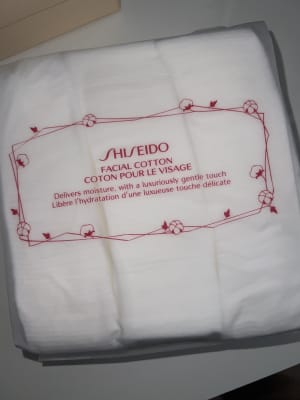 SHISEIDO
FACIAL COTTON
COTON POUR LE VISAGE
Delivers moisture, with a luxuriously gentle touch
Libère l'hydratation d'une luxueuse touche délicate